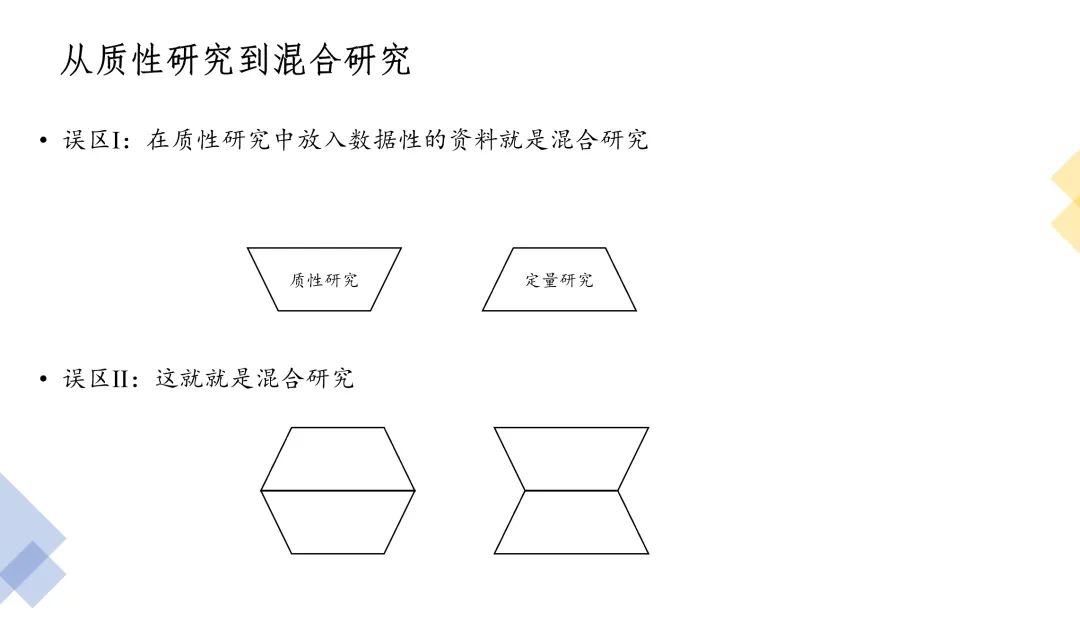 从质性研究到混合研究
• 误区I：在质性研究中放入数据性的资料就是混合研究
质性研究 定量研究
• 误区II：这就就是混合研究